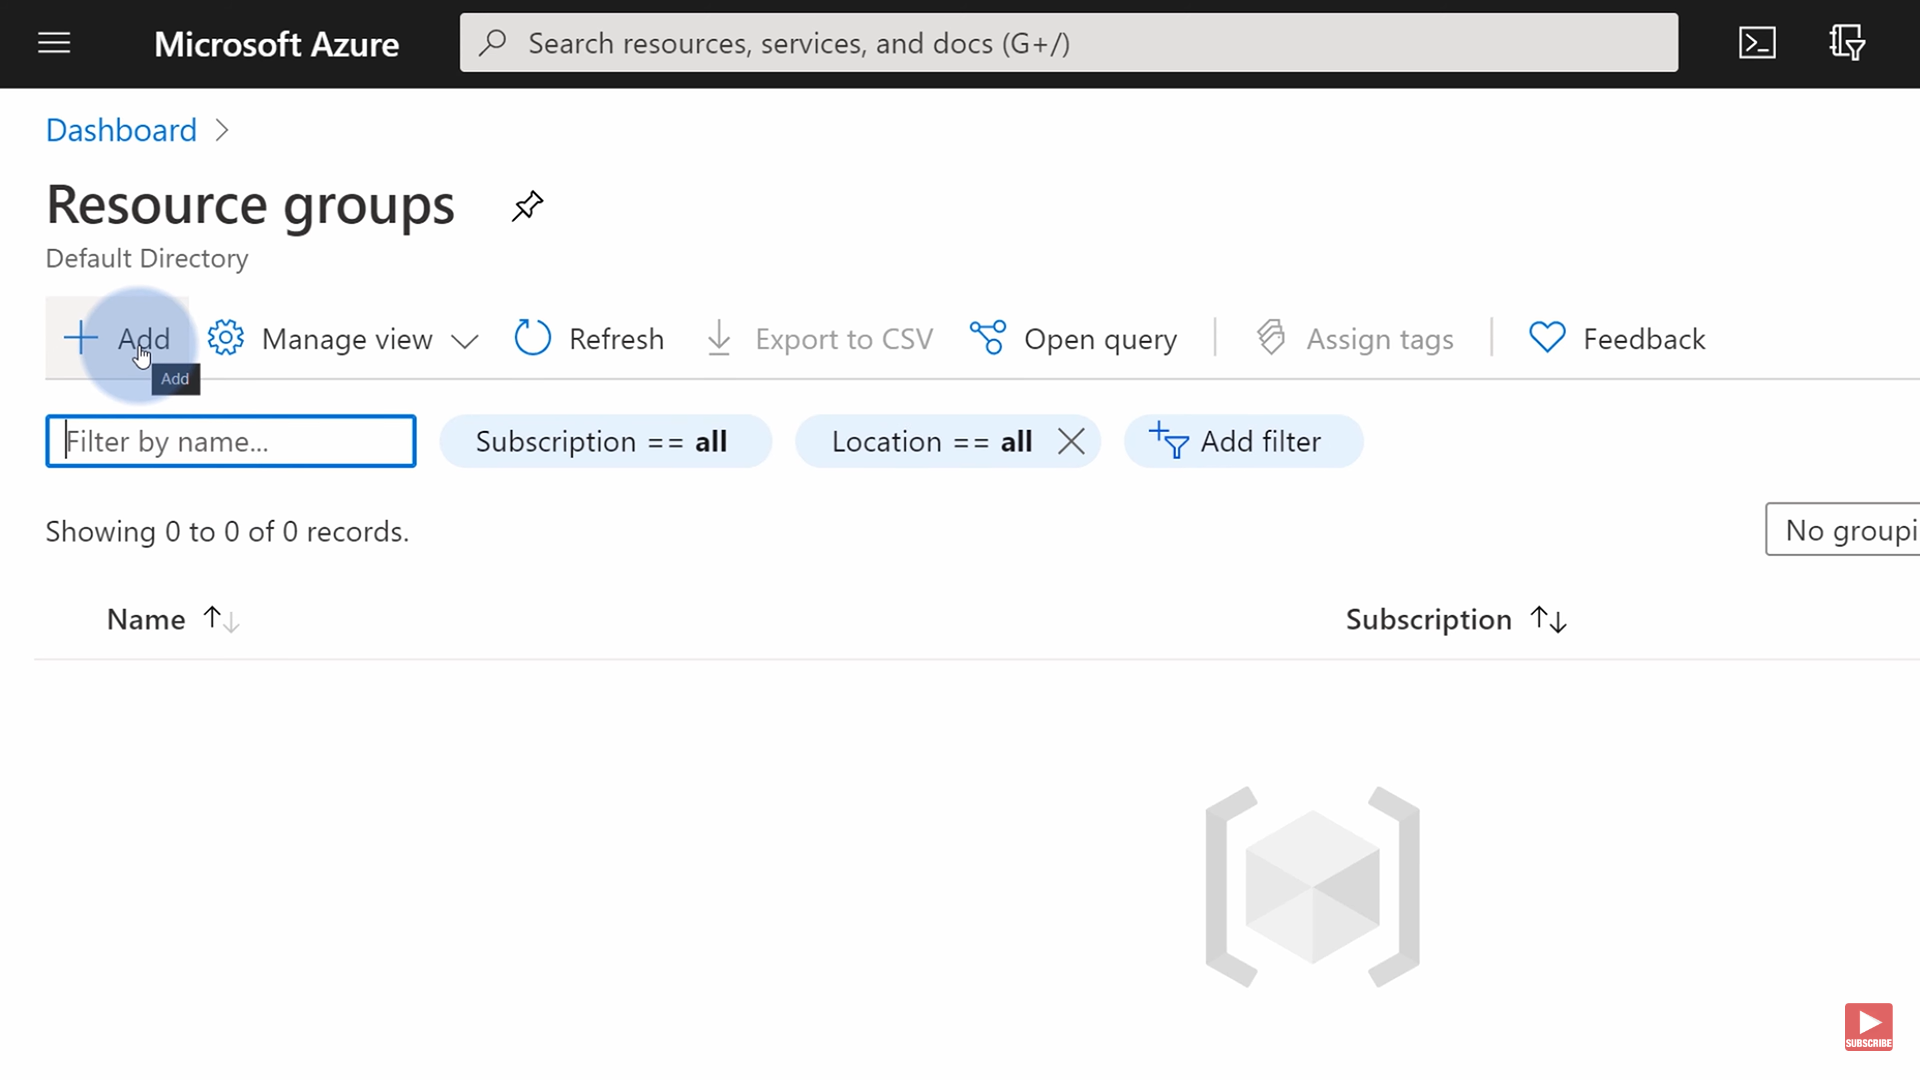 Microsoft Azure
Search resources, services, and docs (G+/)
Dashboard
Resource groups
Default Directory
Add
Manage view
Refresh
Export to CSV
Open query
Assign tags
Feedback
Add
Filter by name...
Subscription == all
Location == all
Add filter
Showing 0 to 0 of 0 records.
No groupi
Name
Subscription
SUBSCRIBE